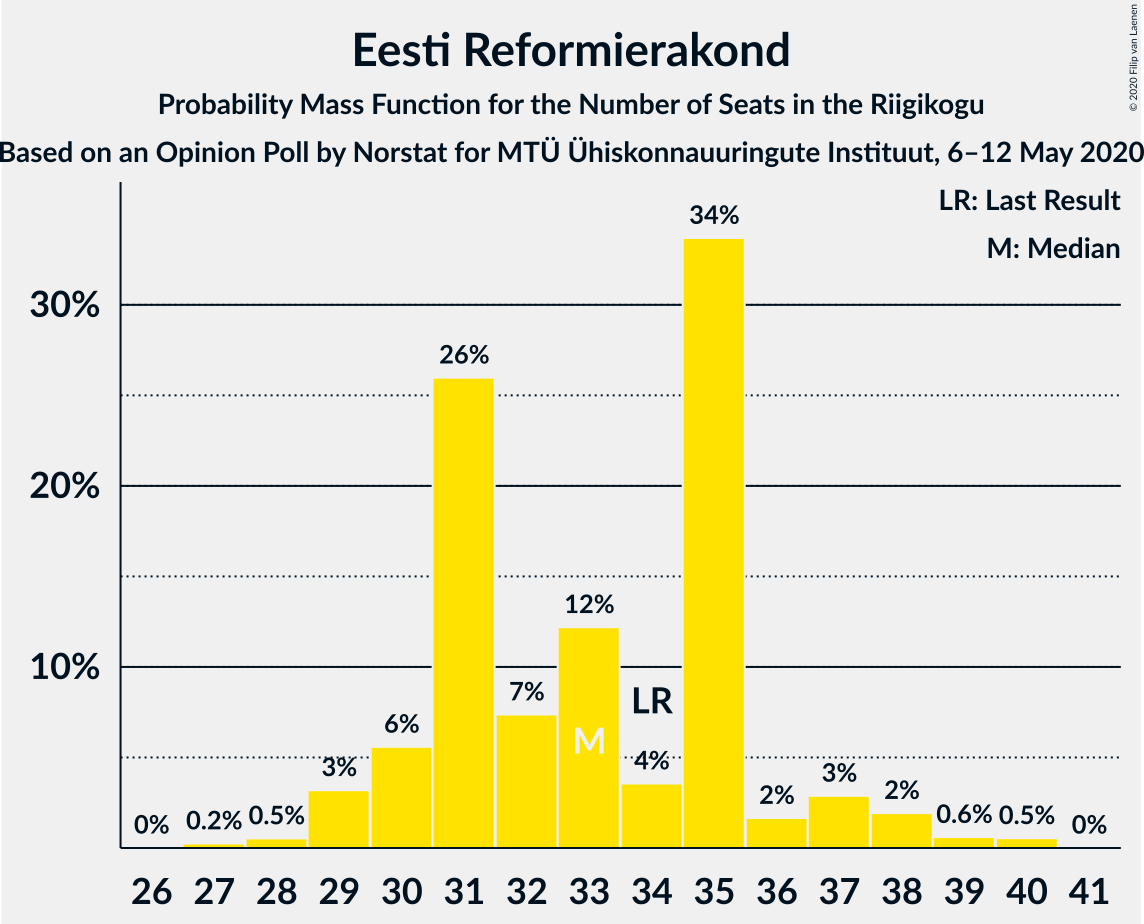 Eesti Reformierakond
Probability Mass Function for the Number of Seats in the Riigikogu
Based on an Opinion Poll by Norstat for MTÜ Ühiskonnauuringute Instituut, 6–12 May 2020
© 2020 Filip van Laenen
LR: Last Result
M: Median
30%
20%
10%
0%
0.2%
0.5%
3%
6%
26%
7%
12%
M
LR
4%
34%
2%
3%
2%
0.6%
0.5%
0%
26 27 28 29 30 31 32 33 34 35 36 37 38 39 40 41